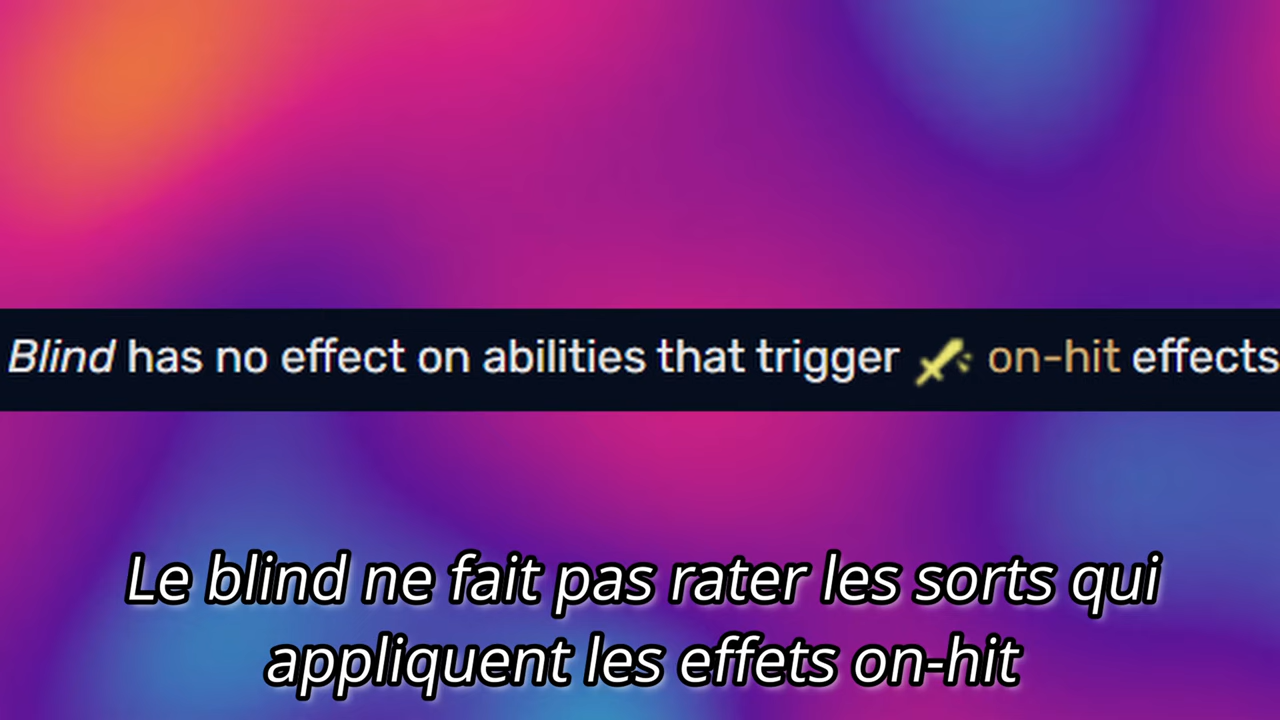 Blind has no effect on abilities that trigger on-hit effects
Le blind ne fait pas rater les sorts qui
appliquent les effets on-hit